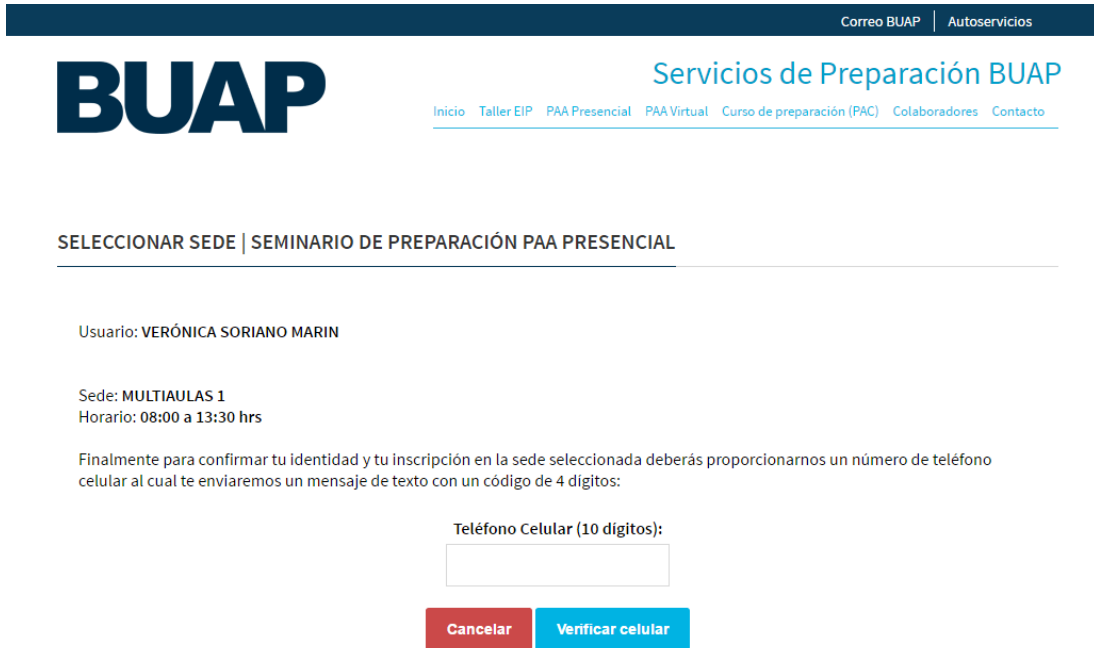 Correo BUAP | Autoservicios
BUAP
Servicios de Preparación BUAP
Inicio Taller EIP PAA Presencial PAA Virtual Curso de preparación (PAC) Colaboradores Contacto
SELECCIONAR SEDE | SEMINARIO DE PREPARACIÓN PAA PRESENCIAL
Usuario: VERÓNICA SORIANO MARIN
Sede: MULTIAULAS 1
Horario: 08:00 a 13:30 hrs
Finalmente para confirmar tu identidad y tu inscripción en la sede seleccionada deberás proporcionarnos un número de teléfono
celular al cual te enviaremos un mensaje de texto con un código de 4 dígitos:
Teléfono Celular (10 dígitos):
Cancelar Verificar celular